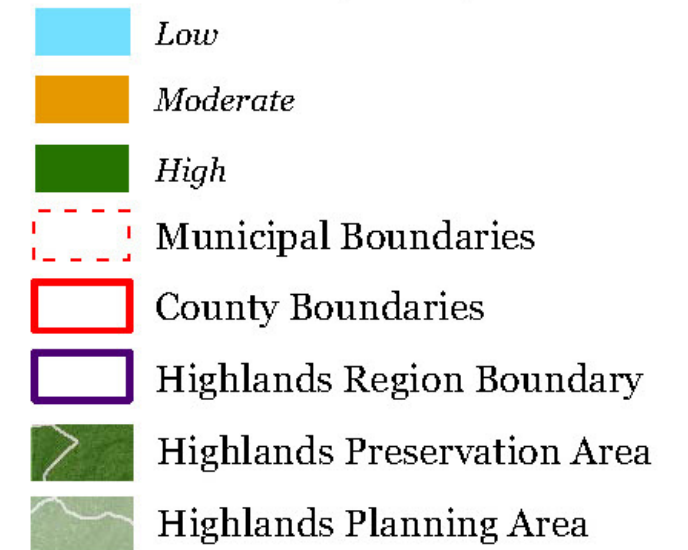 Low
Moderate
High
Municipal Boundaries
County Boundaries
Highlands Region Boundary
Highlands Preservation Area
Highlands Planning Area